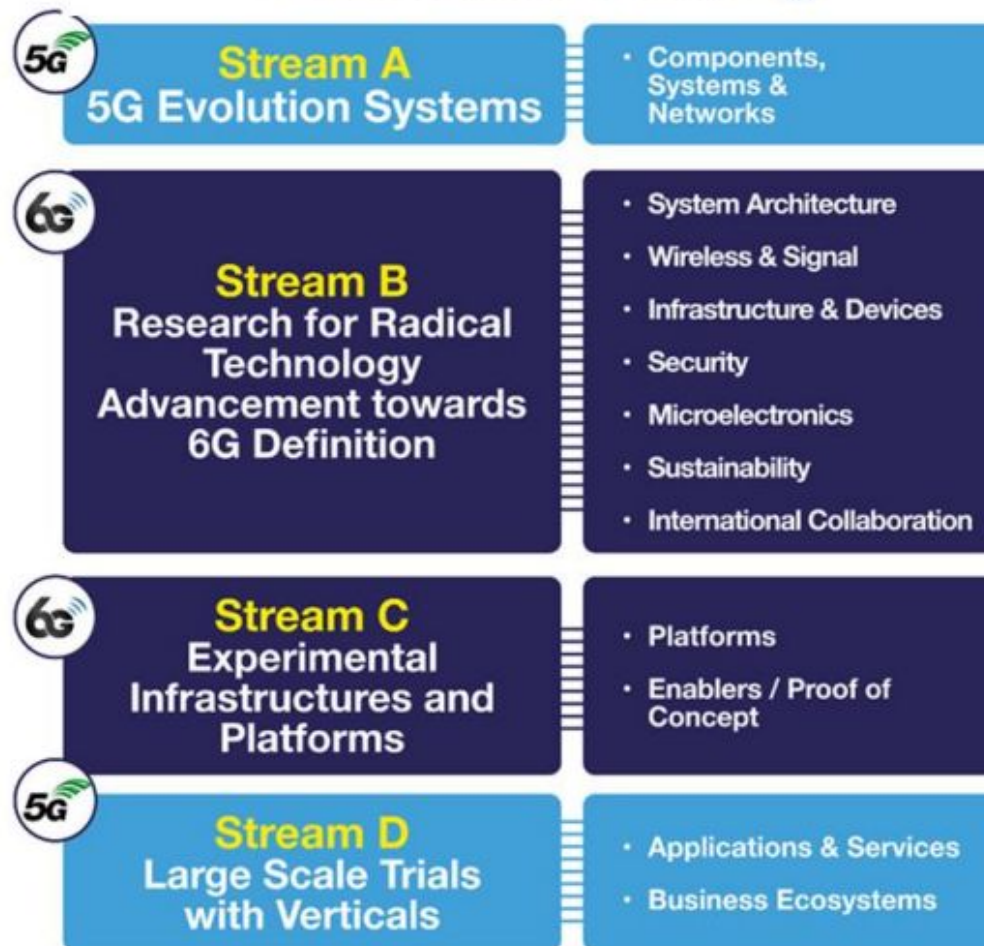 5G
Stream A
5G Evolution Systems
• Components,
Systems &
Networks
6G
Stream B
Research for Radical
Technology
Advancement towards
6G Definition
• System Architecture
• Wireless & Signal
• Infrastructure & Devices
• Security
• Microelectronics
• Sustainability
• International Collaboration
6G
Stream C
Experimental
Infrastructures and
Platforms
• Platforms
• Enablers / Proof of
Concept
5G
Stream D
Large Scale Trials
with Verticals
• Applications & Services
• Business Ecosystems